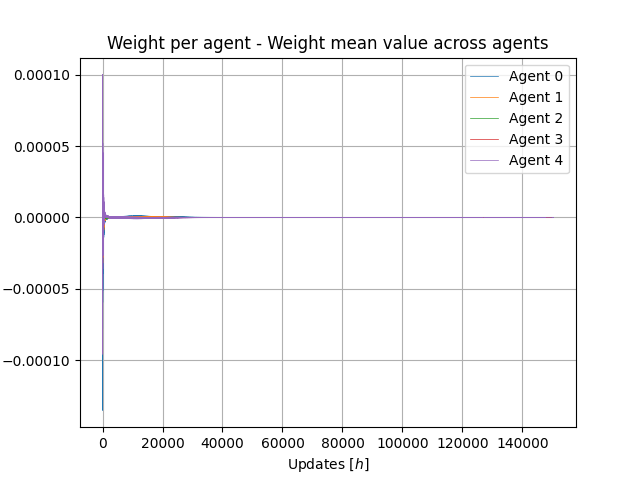 Weight per agent - Weight mean value across agents
0.00010
0.00005
0.00000
−0.00005
−0.00010
Agent 0
Agent 1
Agent 2
Agent 3
Agent 4
0 20000 40000 60000 80000 100000 120000 140000
Updates [h]